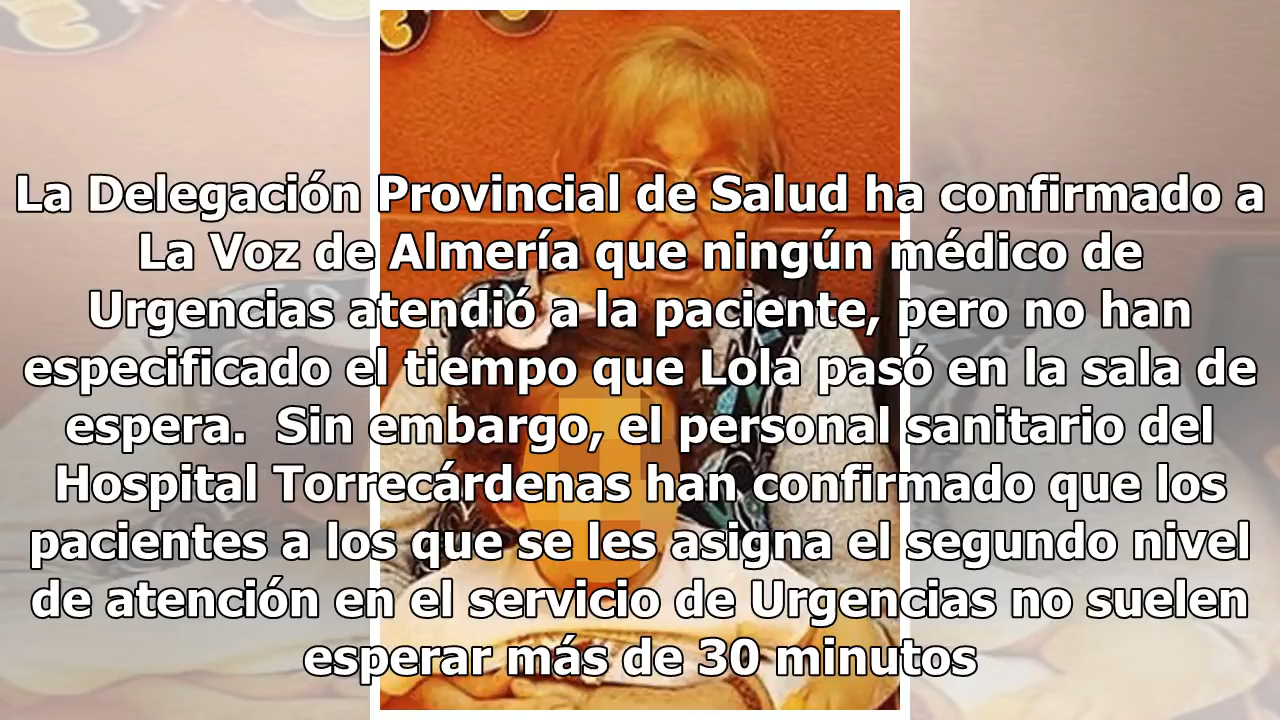 La Delegación Provincial de Salud ha confirmado a
La Voz de Almería que ningún médico de
Urgencias atendió a la paciente, pero no han
especificado el tiempo que Lola pasó en la sala de
espera.  Sin embargo, el personal sanitario del
Hospital Torrecárdenas han confirmado que los
pacientes a los que se les asigna el segundo nivel
de atención en el servicio de Urgencias no suelen
esperar más de 30 minutos